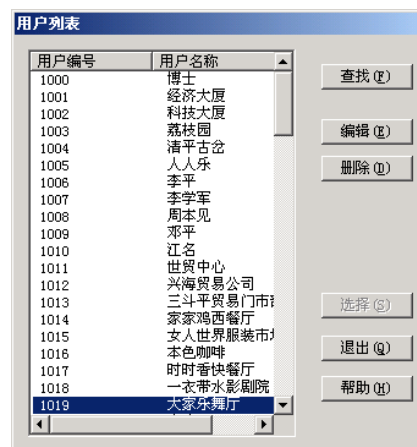 用户列表
用户编号 用户名称
1000 博士
1001 经济大厦
1002 科技大厦
1003 荔枝园
1004 清平古岔
1005 人人乐
1006 李平
1007 李学军
1008 周本见
1009 邓平
1010 江名
1011 世贸中心
1012 兴海贸易公司
1013 三斗平贸易门市
1014 家家鸡西餐厅
1015 女人世界服装市
1016 本色咖啡
1017 时时香快餐厅
1018 一衣带水影剧院
1019 大家乐舞厅
查找(F)
编辑(E)
删除(D)
选择(S)
退出(Q)
帮助(H)